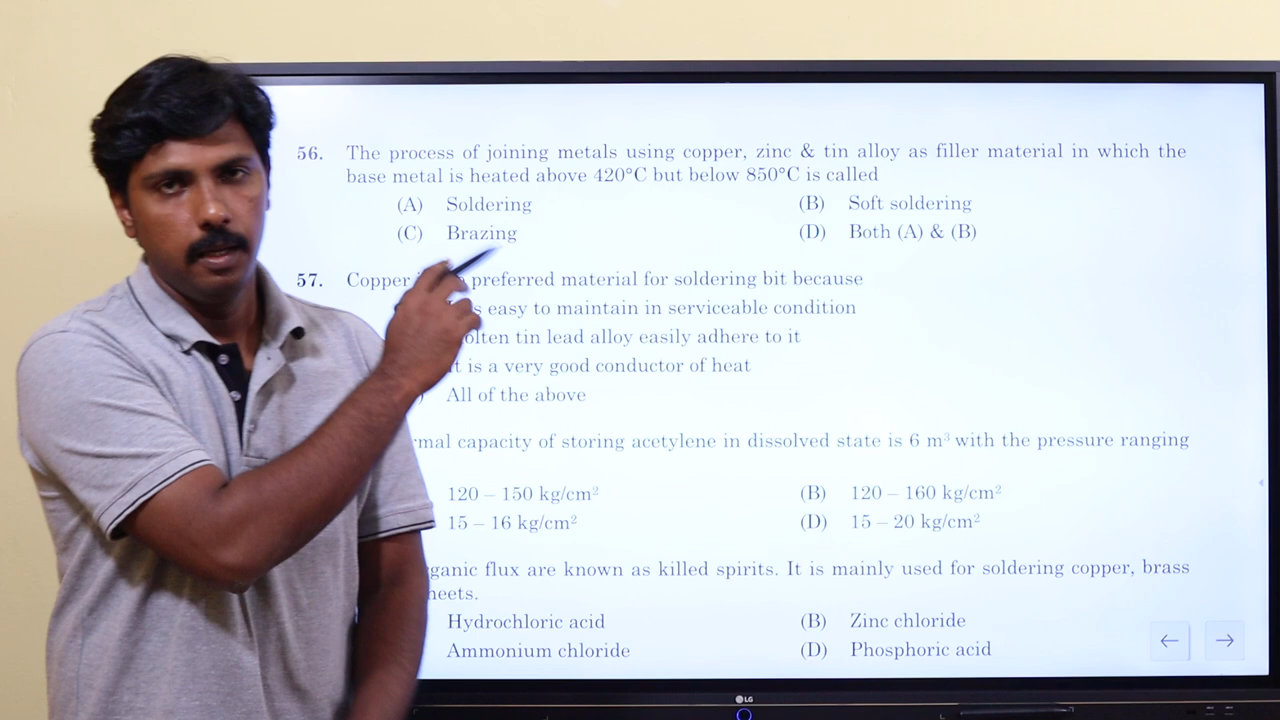 56. The process of joining metals using copper, zinc & tin alloy as filler material in which the
base metal is heated above 420°C but below 850°C is called
(A) Soldering (B) Soft soldering
(C) Brazing (D) Both (A) & (B)
57. Copper preferred material for soldering bit because
easy to maintain in serviceable condition
tin lead alloy easily adhere to it
is a very good conductor of heat
All of the above
capacity of storing acetylene in dissolved state is 6 m³ with the pressure ranging
120 – 150 kg/cm² (B) 120 – 160 kg/cm²
15 – 16 kg/cm² (D) 15 – 20 kg/cm²
flux are known as killed spirits. It is mainly used for soldering copper, brass
Hydrochloric acid (B) Zinc chloride
Ammonium chloride (D) Phosphoric acid
LG